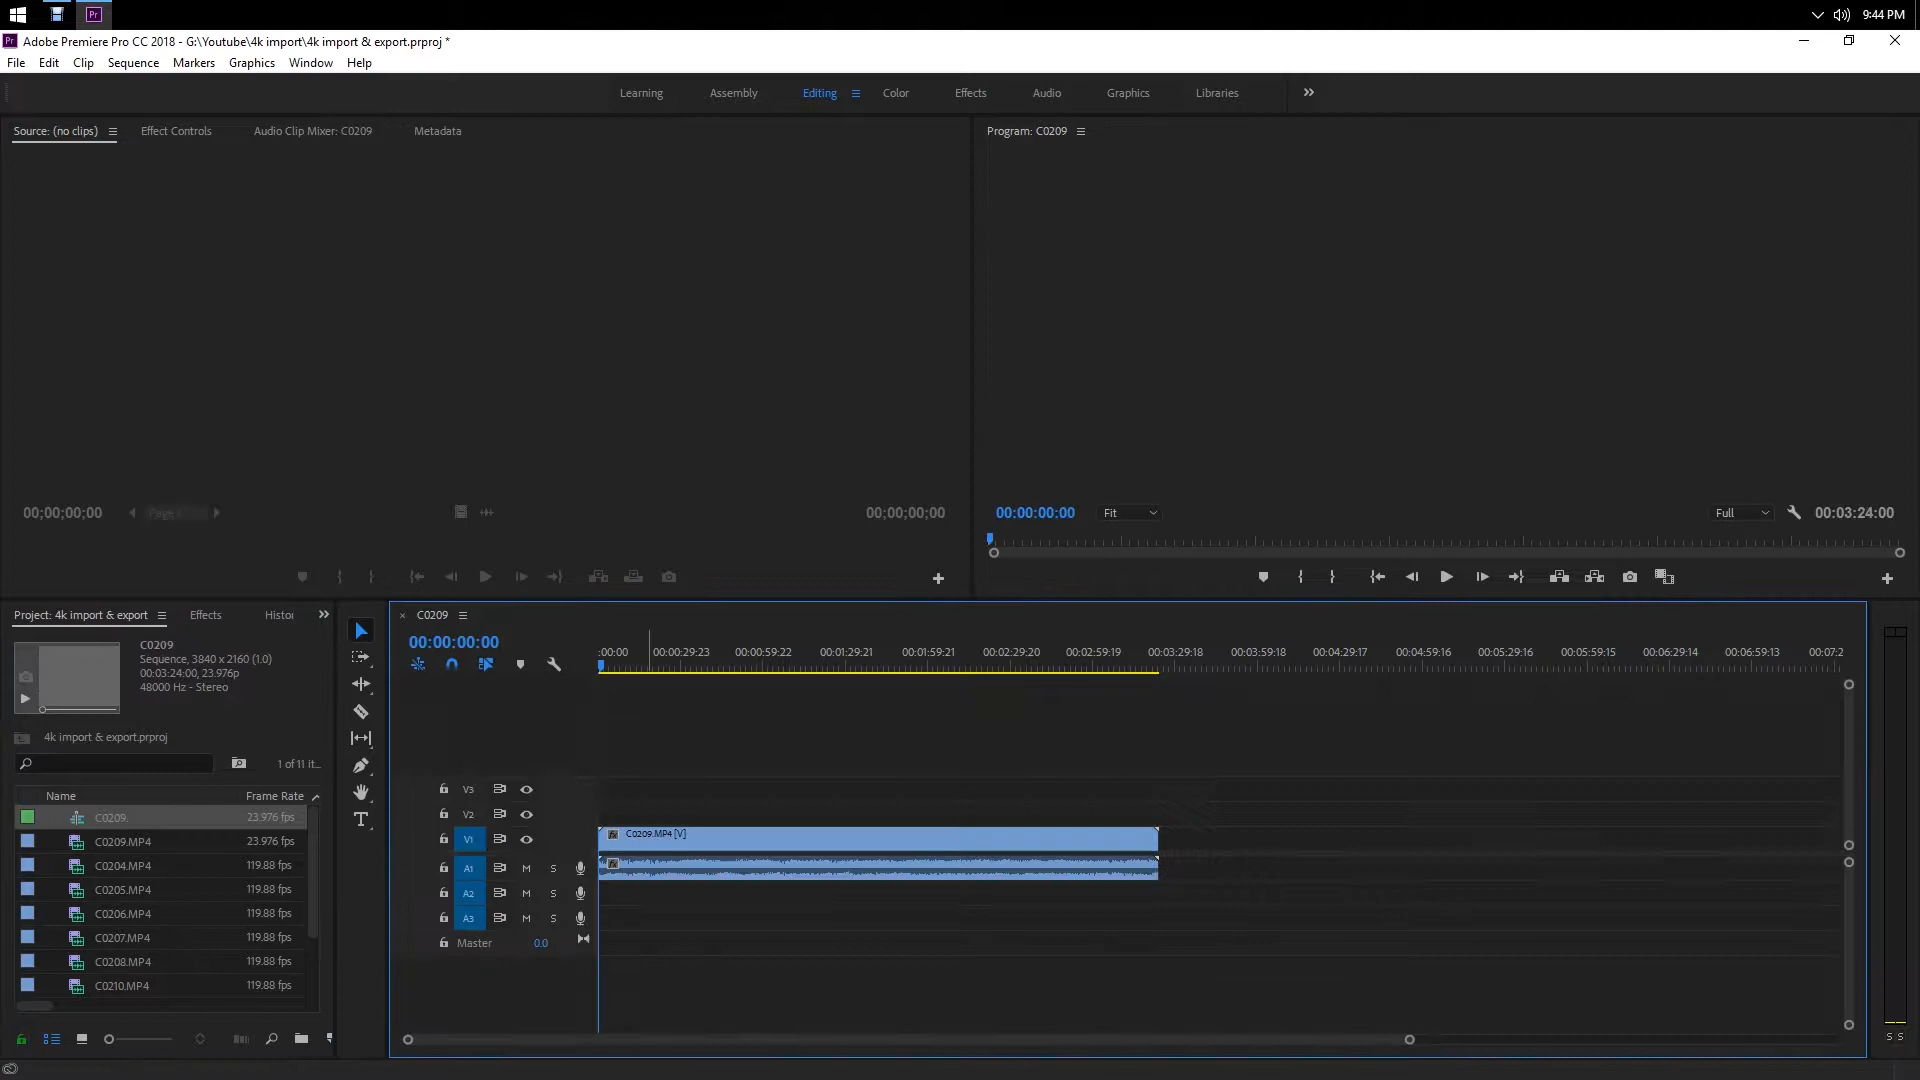 9:44 PM
Pr Adobe Premiere Pro CC 2018 - G:\Youtube\4k import\4k import & export.prproj *
File Edit Clip Sequence Markers Graphics Window Help
Learning Assembly Editing Color Effects Audio Graphics Libraries
Source: (no clips) Effect Controls Audio Clip Mixer: C0209 Metadata
Program: C0209
00;00;00;00 Page 00;00;00;00
00:00:00:00 Fit Full 00:03:24:00
Project: 4k import & export Effects Histor
C0209
Sequence, 3840 x 2160 (1.0)
00:03:24:00, 23.976p
48000 Hz - Stereo
4k import & export.prproj
1 of 11 it...
Name Frame Rate
C0209. 23.976 fps
C0209.MP4 23.976 fps
C0204.MP4 119.88 fps
C0205.MP4 119.88 fps
C0206.MP4 119.88 fps
C0207.MP4 119.88 fps
C0208.MP4 119.88 fps
C0210.MP4 119.88 fps
C0209
00:00:00:00
:00:00 00:00:29:23 00:00:59:22 00:01:29:21 00:01:59:21 00:02:29:20 00:02:59:19 00:03:29:18 00:03:59:18 00:04:29:17 00:04:59:16 00:05:29:16 00:05:59:15 00:06:29:14 00:06:59:13 00:07:2
V3
V2
V1 fx C0209.MP4 [V]
A1 M S fx
A2 M S
A3 M S
Master 0.0
S S